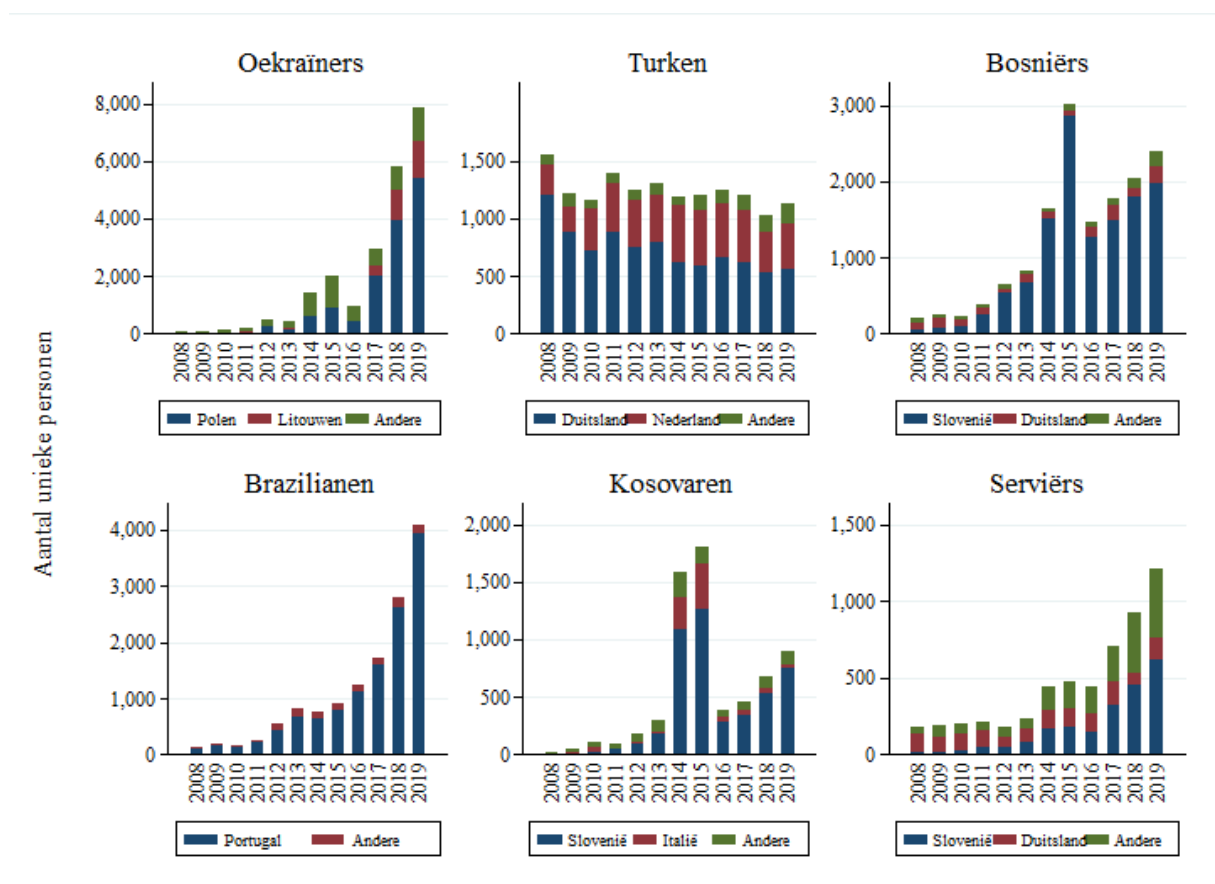 Oekraïners
8,000
6,000
4,000
2,000
0
2008 2009 2010 2011 2012 2013 2014 2015 2016 2017 2018 2019
Polen Litouwen Andere
Turken
1,500
1,000
500
0
2008 2009 2010 2011 2012 2013 2014 2015 2016 2017 2018 2019
Duitsland Nederland Andere
Bosniërs
3,000
2,000
1,000
0
2008 2009 2010 2011 2012 2013 2014 2015 2016 2017 2018 2019
Slovenië Duitsland Andere
Aantal unieke personen
Brazilianen
4,000
3,000
2,000
1,000
0
2008 2009 2010 2011 2012 2013 2014 2015 2016 2017 2018 2019
Portugal Andere
Kosovaren
2,000
1,500
1,000
500
0
2008 2009 2010 2011 2012 2013 2014 2015 2016 2017 2018 2019
Slovenië Italië Andere
Serviërs
1,500
1,000
500
0
2008 2009 2010 2011 2012 2013 2014 2015 2016 2017 2018 2019
Slovenië Duitsland Andere